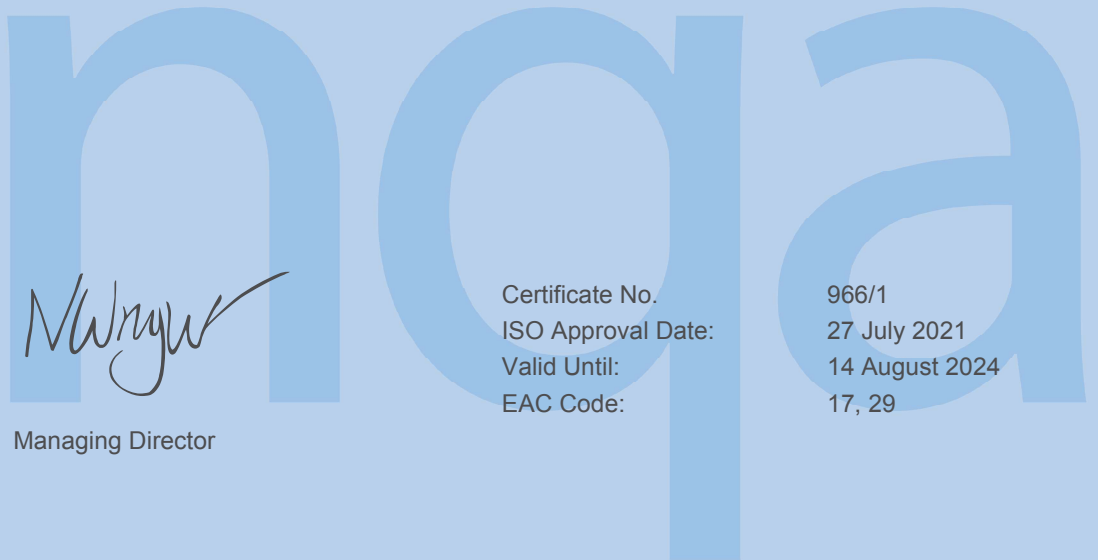 nqa
Certificate No. 966/1
ISO Approval Date: 27 July 2021
Valid Until: 14 August 2024
EAC Code: 17, 29
Managing Director